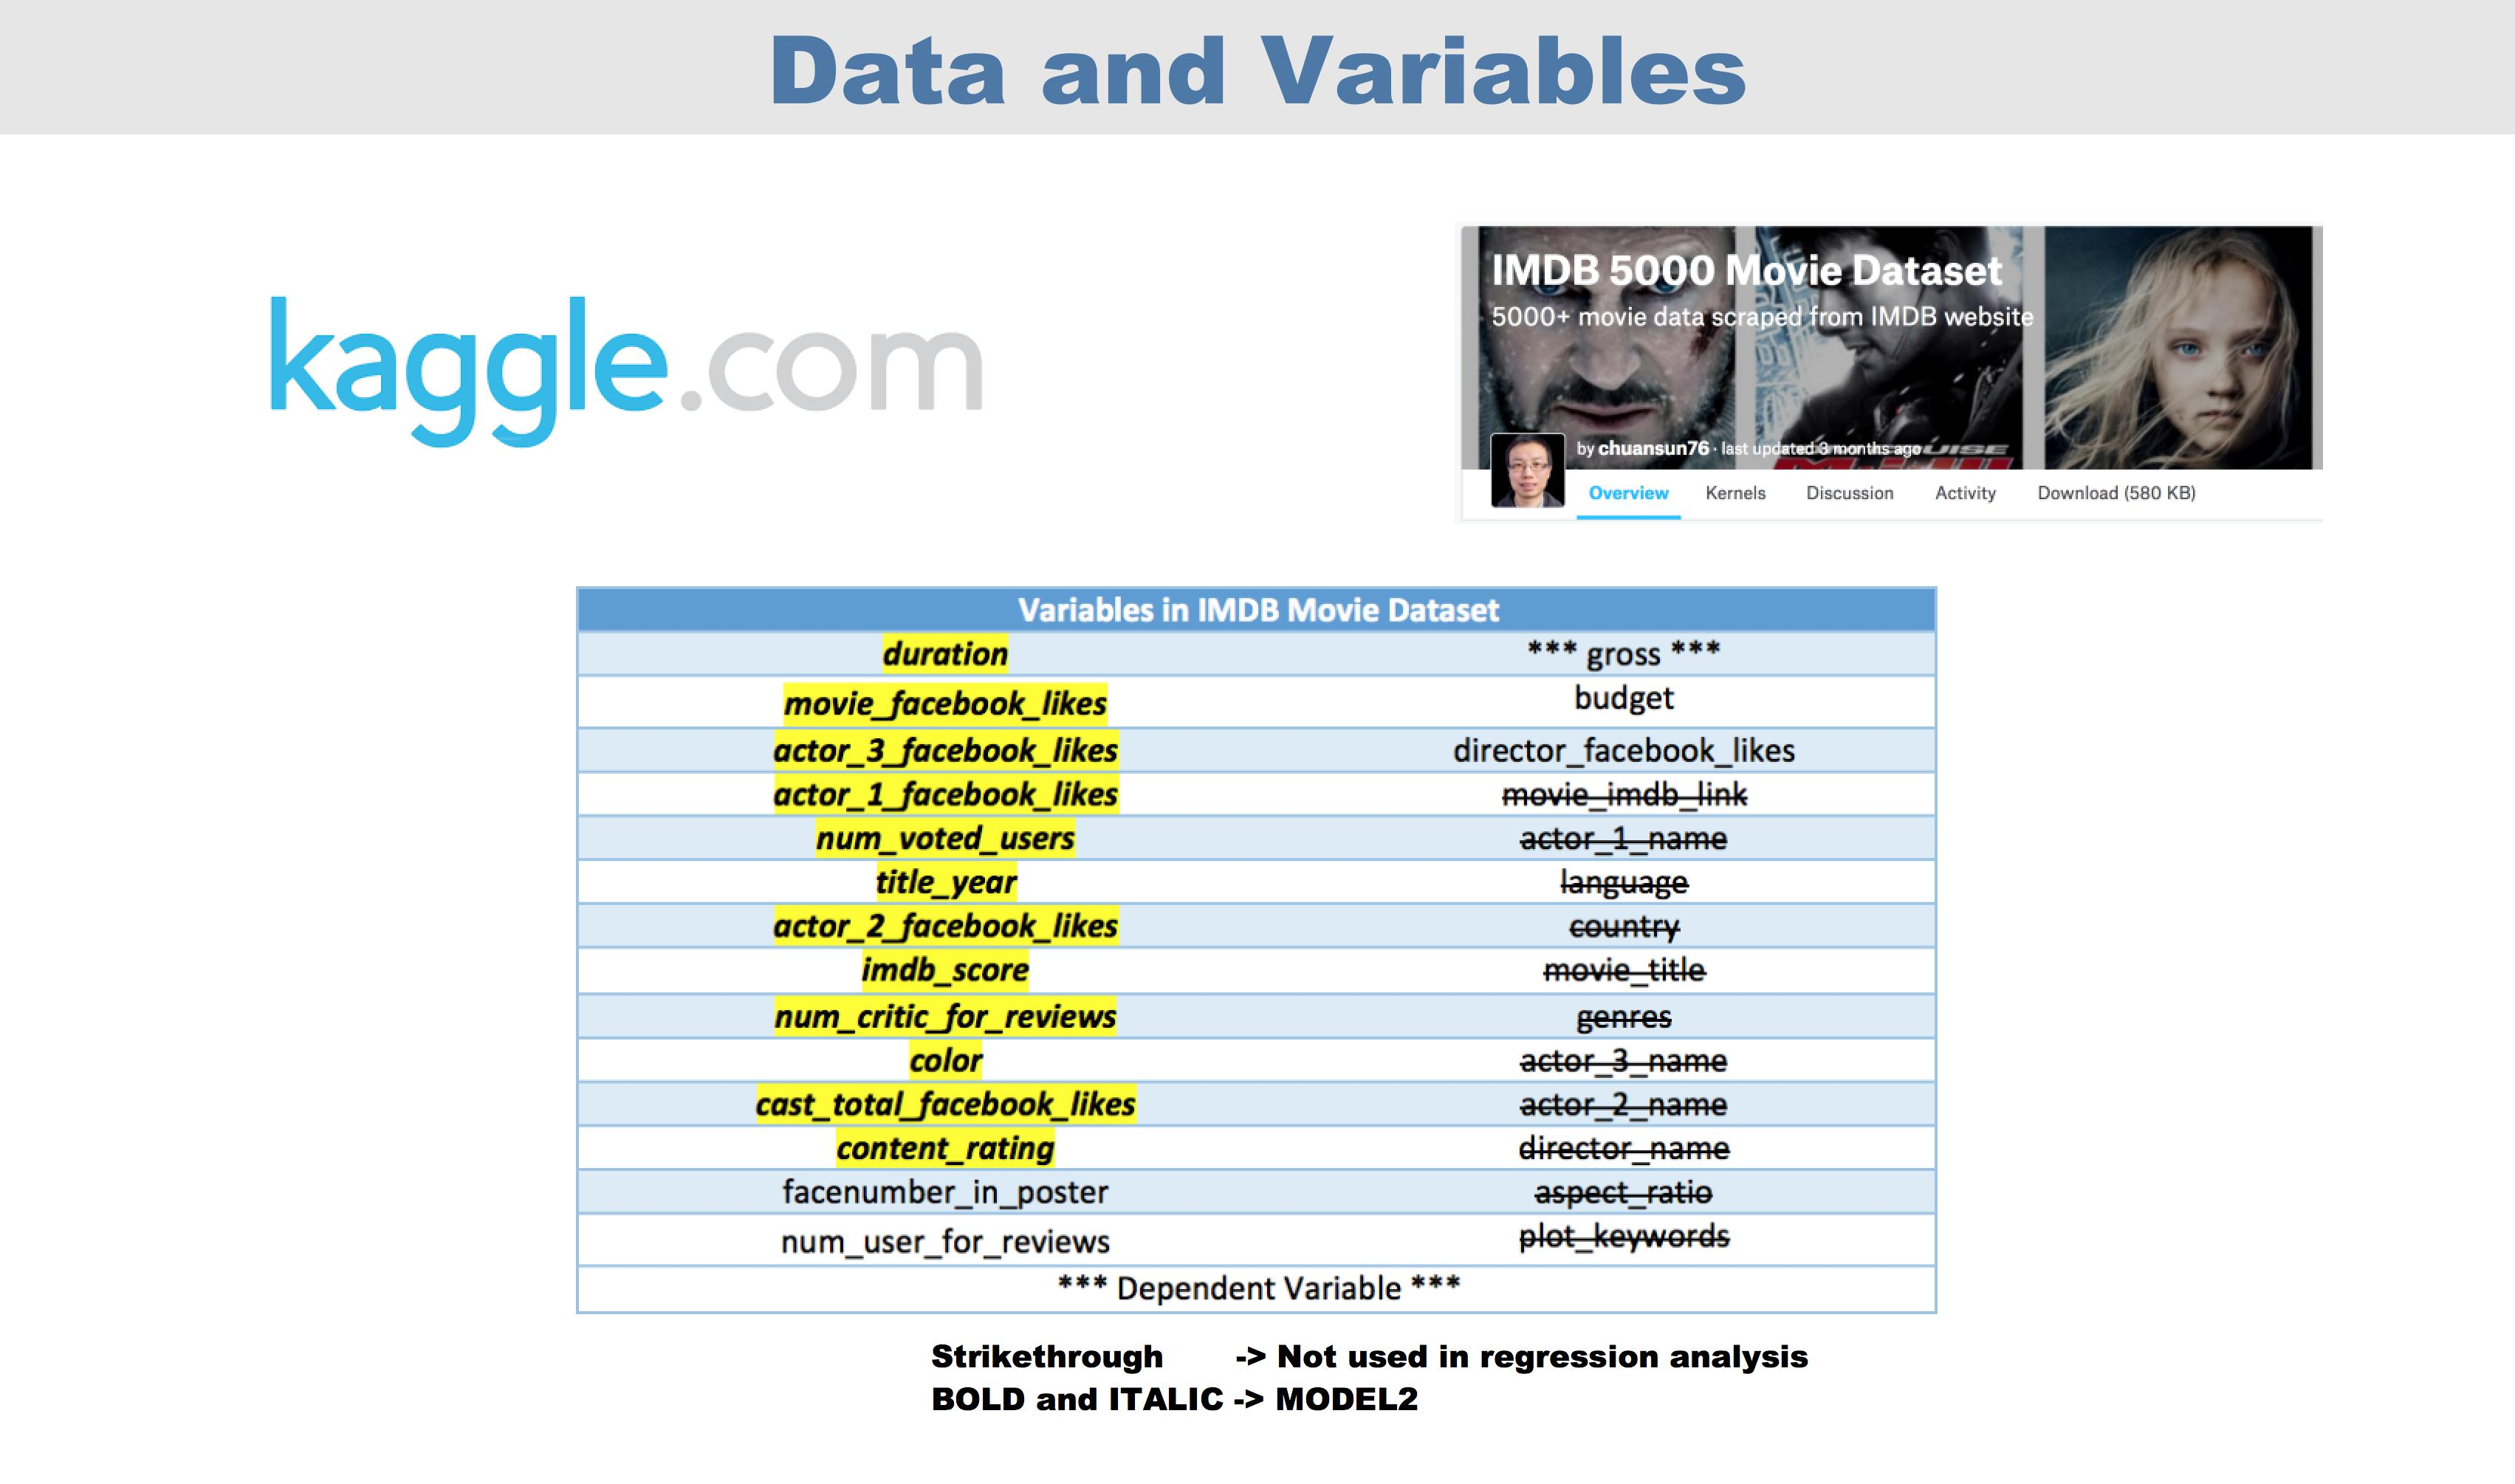 Data and Variables
kaggle.com
IMDB 5000 Movie Dataset
5000+ movie data scraped from IMDB website
by chuansun76 · last updated 3 months ago
UISE
Overview Kernels Discussion Activity Download (580 KB)
Variables in IMDB Movie Dataset
duration *** gross ***
movie_facebook_likes budget
actor_3_facebook_likes director_facebook_likes
actor_1_facebook_likes movie_imdb_link
num_voted_users actor_1_name
title_year language
actor_2_facebook_likes country
imdb_score movie_title
num_critic_for_reviews genres
color actor_3_name
cast_total_facebook_likes actor_2_name
content_rating director_name
facenumber_in_poster aspect_ratio
num_user_for_reviews plot_keywords
*** Dependent Variable ***
Strikethrough -> Not used in regression analysis
BOLD and ITALIC -> MODEL2